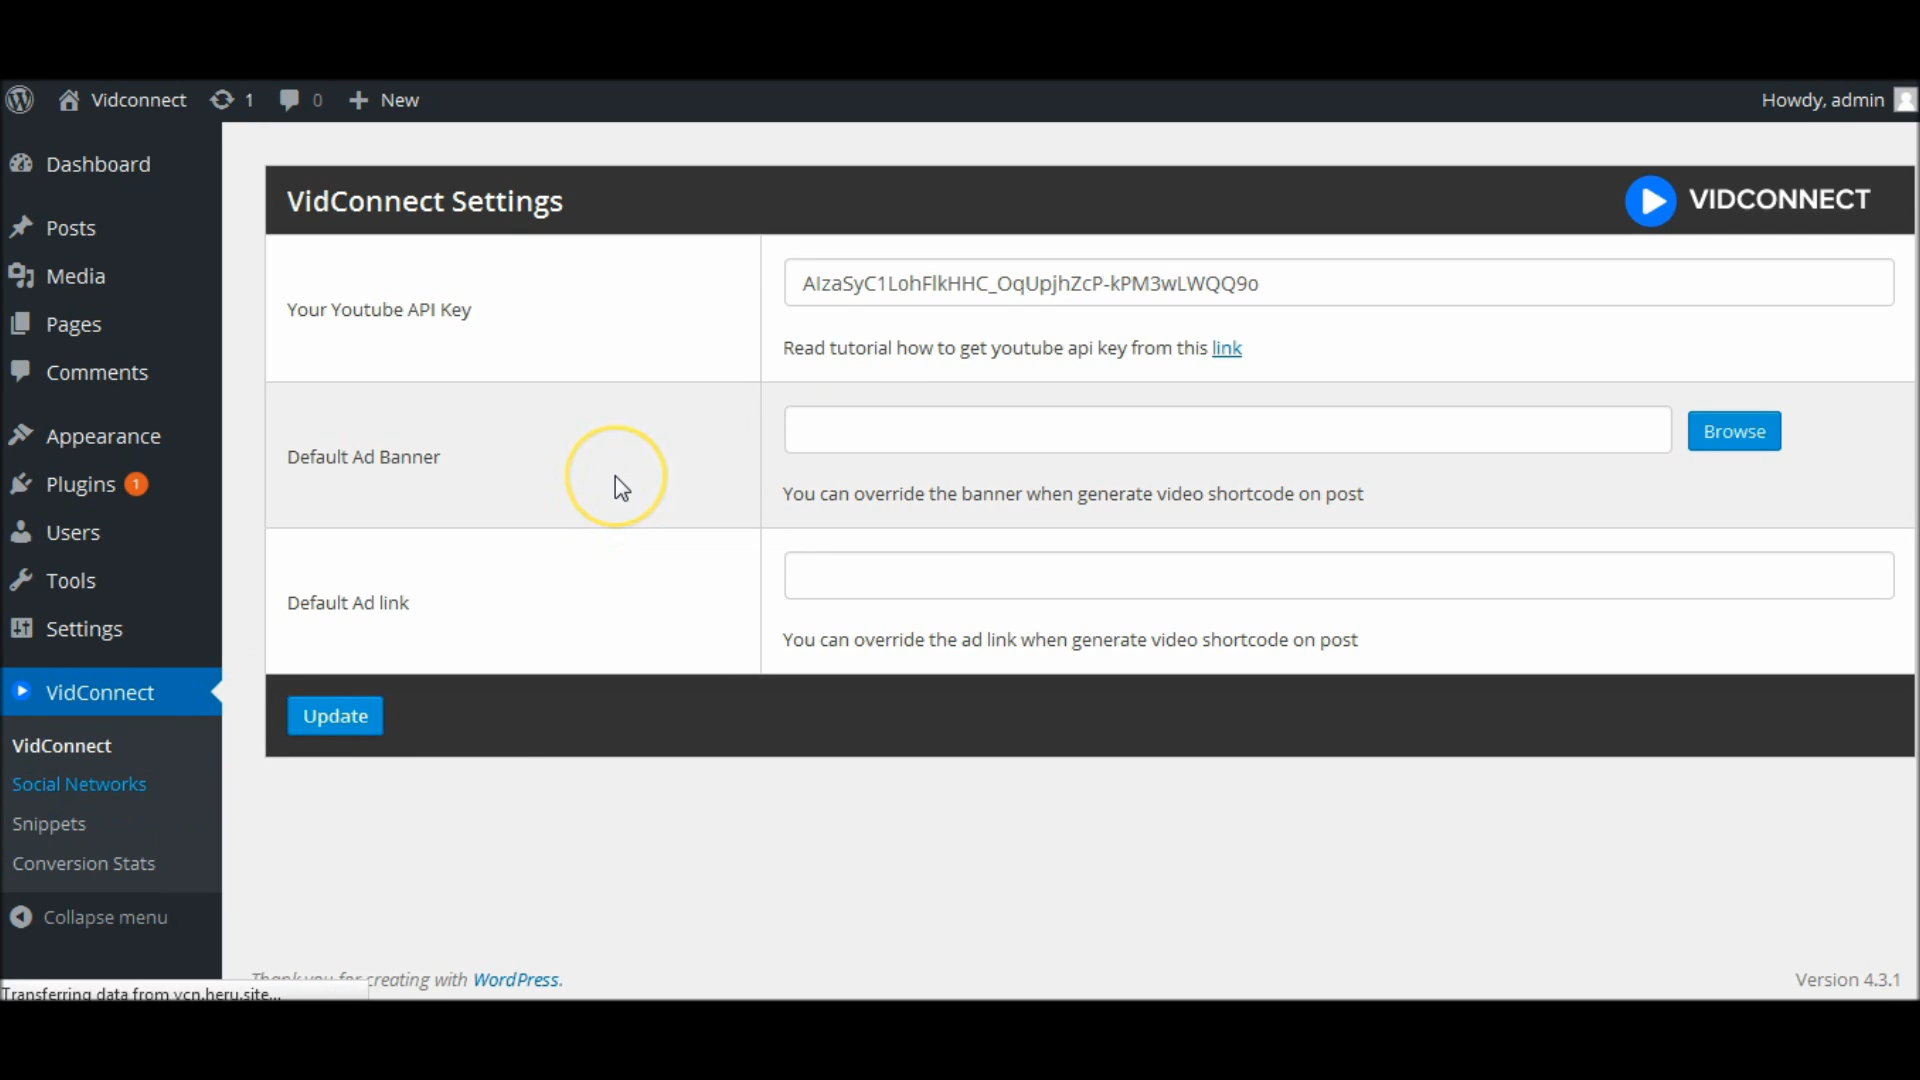 Vidconnect 1 0 New Howdy, admin
Dashboard
Posts
Media
Pages
Comments
Appearance
Plugins 1
Users
Tools
Settings
VidConnect
VidConnect
Social Networks
Snippets
Conversion Stats
Collapse menu
VidConnect Settings VIDCONNECT
Your Youtube API Key
AIzaSyC1LohFlkHHC_OqUpjhZcP-kPM3wLWQQ9o
Read tutorial how to get youtube api key from this link
Default Ad Banner
Browse
You can override the banner when generate video shortcode on post
Default Ad link
You can override the ad link when generate video shortcode on post
Update
Thank you for creating with WordPress. Version 4.3.1
Transferring data from vcn.heru.site...